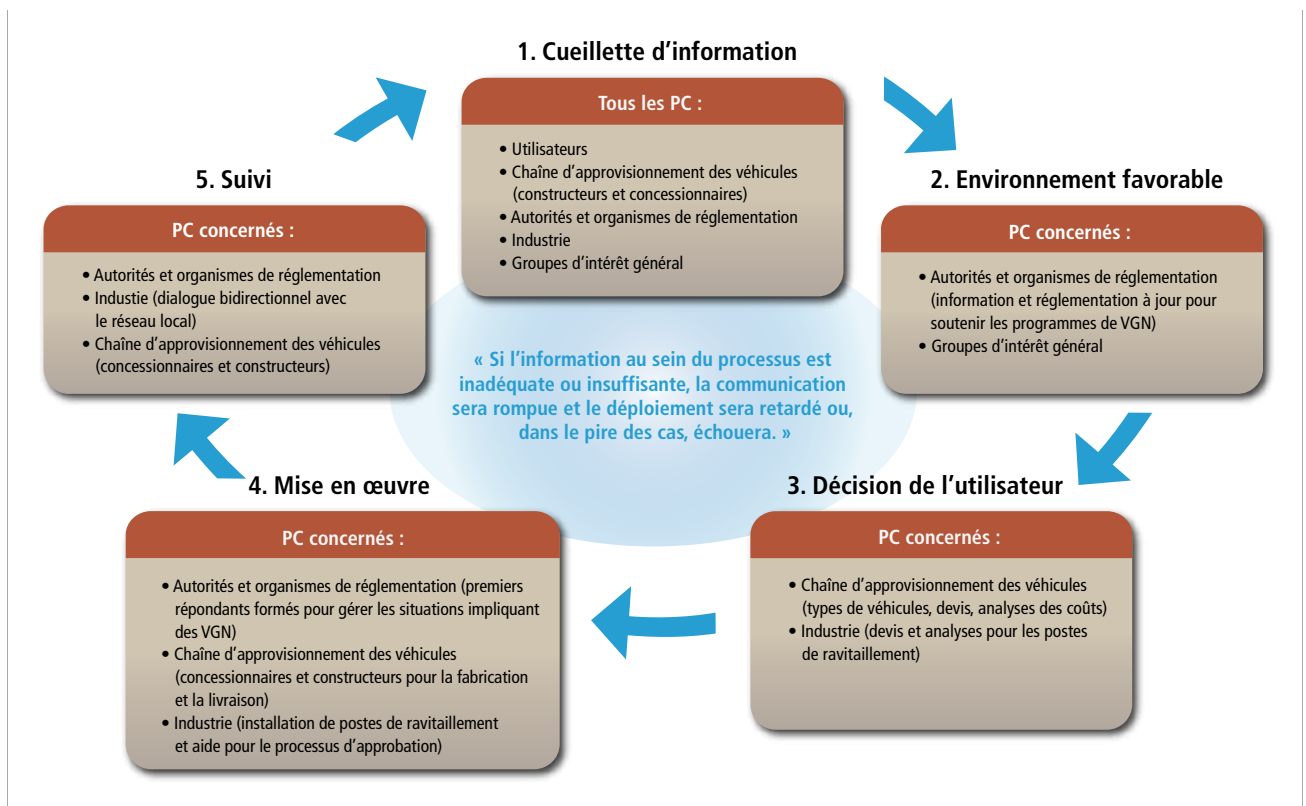 1. Cueillette d’information
Tous les PC :
• Utilisateurs
• Chaîne d’approvisionnement des véhicules
(constructeurs et concessionnaires)
• Autorités et organismes de réglementation
• Industrie
• Groupes d’intérêt général
2. Environnement favorable
PC concernés :
• Autorités et organismes de réglementation
(information et réglementation à jour pour
soutenir les programmes de VGN)
• Groupes d’intérêt général
3. Décision de l’utilisateur
PC concernés :
• Chaîne d’approvisionnement des véhicules
(types de véhicules, devis, analyses des coûts)
• Industrie (devis et analyses pour les postes
de ravitaillement)
4. Mise en œuvre
PC concernés :
• Autorités et organismes de réglementation (premiers
répondants formés pour gérer les situations impliquant
des VGN)
• Chaîne d’approvisionnement des véhicules
(concessionnaires et constructeurs pour la fabrication
et la livraison)
• Industrie (installation de postes de ravitaillement
et aide pour le processus d’approbation)
5. Suivi
PC concernés :
• Autorités et organismes de réglementation
• Industie (dialogue bidirectionnel avec
le réseau local)
• Chaîne d’approvisionnement des véhicules
(concessionnaires et constructeurs)
« Si l’information au sein du processus est
inadéquate ou insuffisante, la communication
sera rompue et le déploiement sera retardé ou,
dans le pire des cas, échouera. »